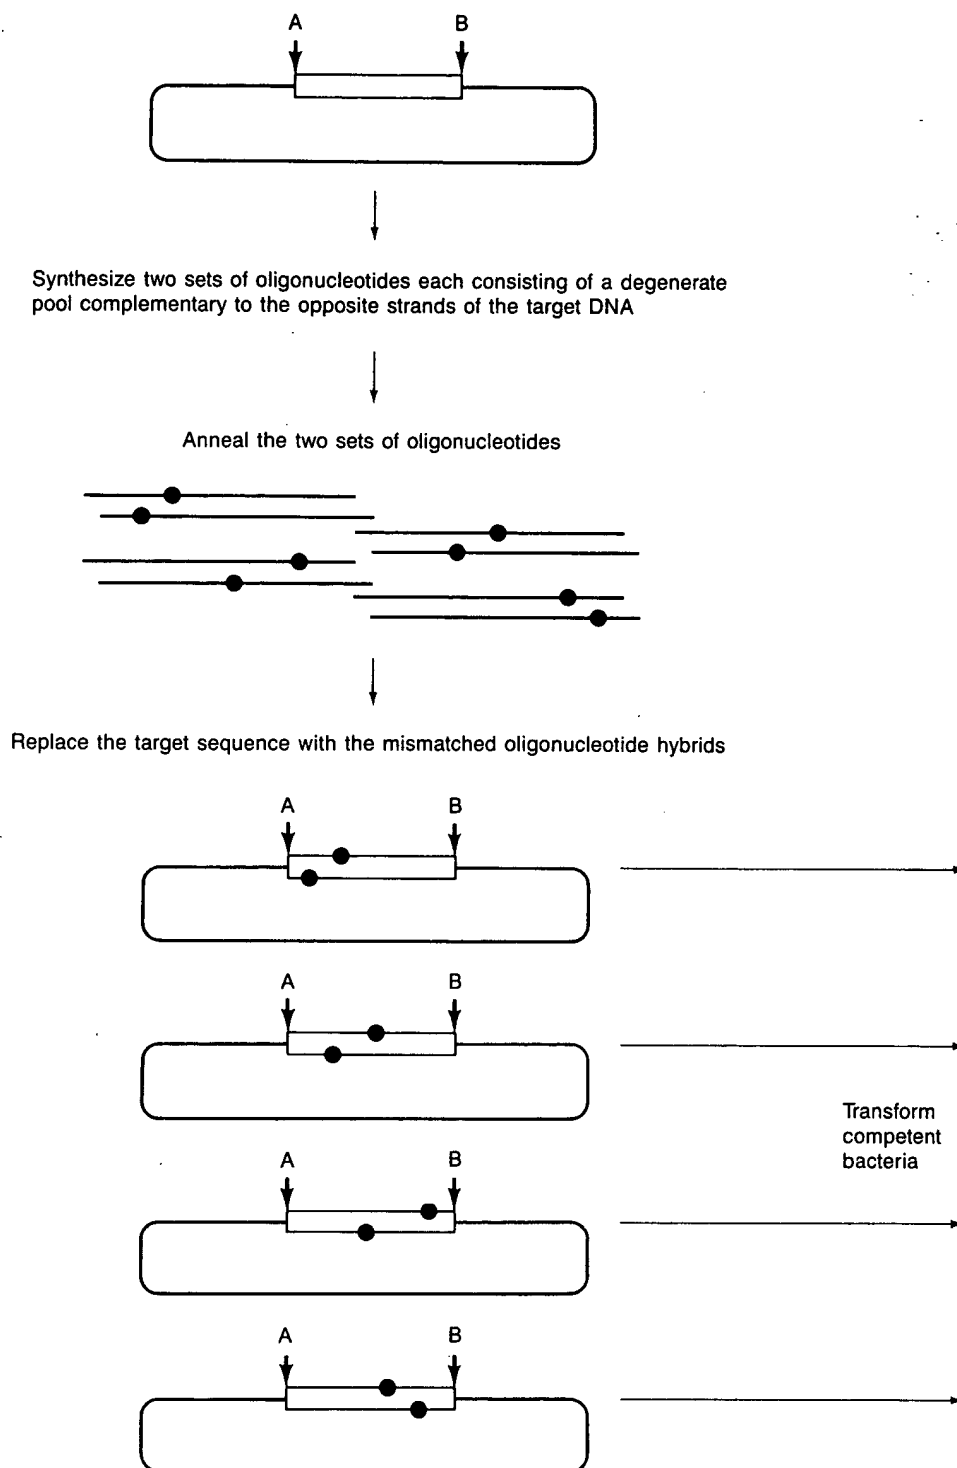 A B
Synthesize two sets of oligonucleotides each consisting of a degenerate
pool complementary to the opposite strands of the target DNA
Anneal the two sets of oligonucleotides
Replace the target sequence with the mismatched oligonucleotide hybrids
A B
A B
Transform
competent
bacteria
A B
A B